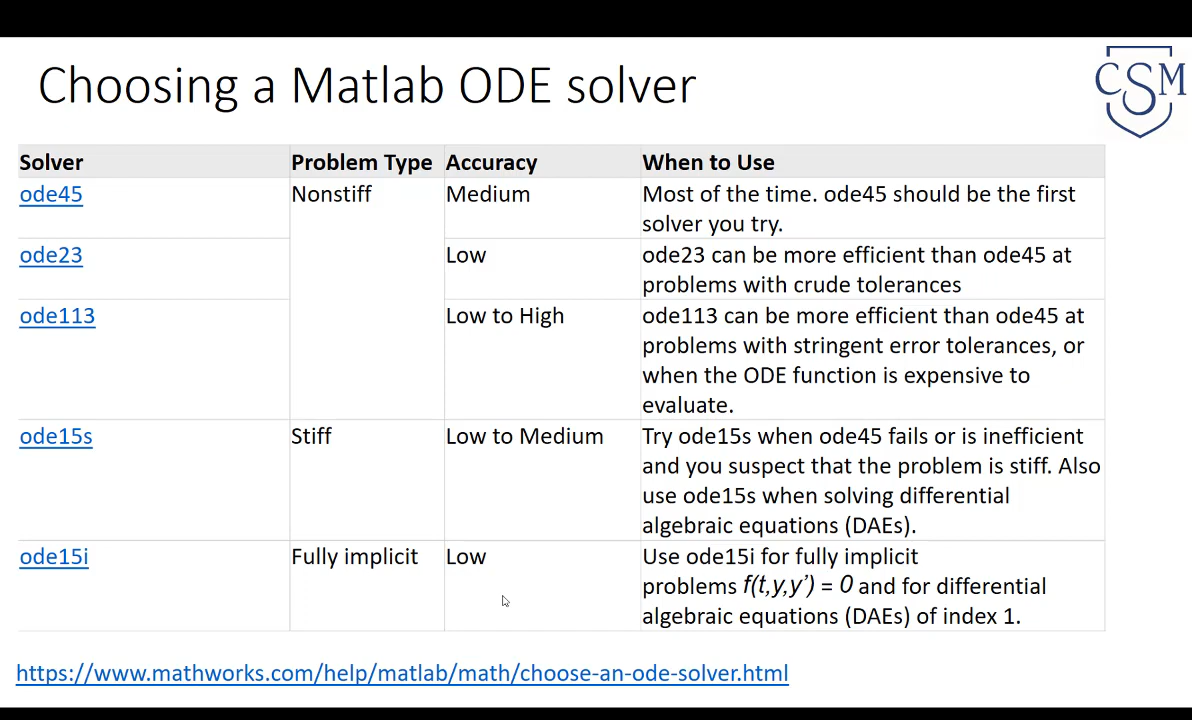 Choosing a Matlab ODE solver
CSM
Solver Problem Type Accuracy When to Use
ode45 Nonstiff Medium Most of the time. ode45 should be the first
solver you try.
ode23 Low ode23 can be more efficient than ode45 at
problems with crude tolerances
ode113 Low to High ode113 can be more efficient than ode45 at
problems with stringent error tolerances, or
when the ODE function is expensive to
evaluate.
ode15s Stiff Low to Medium Try ode15s when ode45 fails or is inefficient
and you suspect that the problem is stiff. Also
use ode15s when solving differential
algebraic equations (DAEs).
ode15i Fully implicit Low Use ode15i for fully implicit
problems f(t,y,y’) = 0 and for differential
algebraic equations (DAEs) of index 1.
https://www.mathworks.com/help/matlab/math/choose-an-ode-solver.html